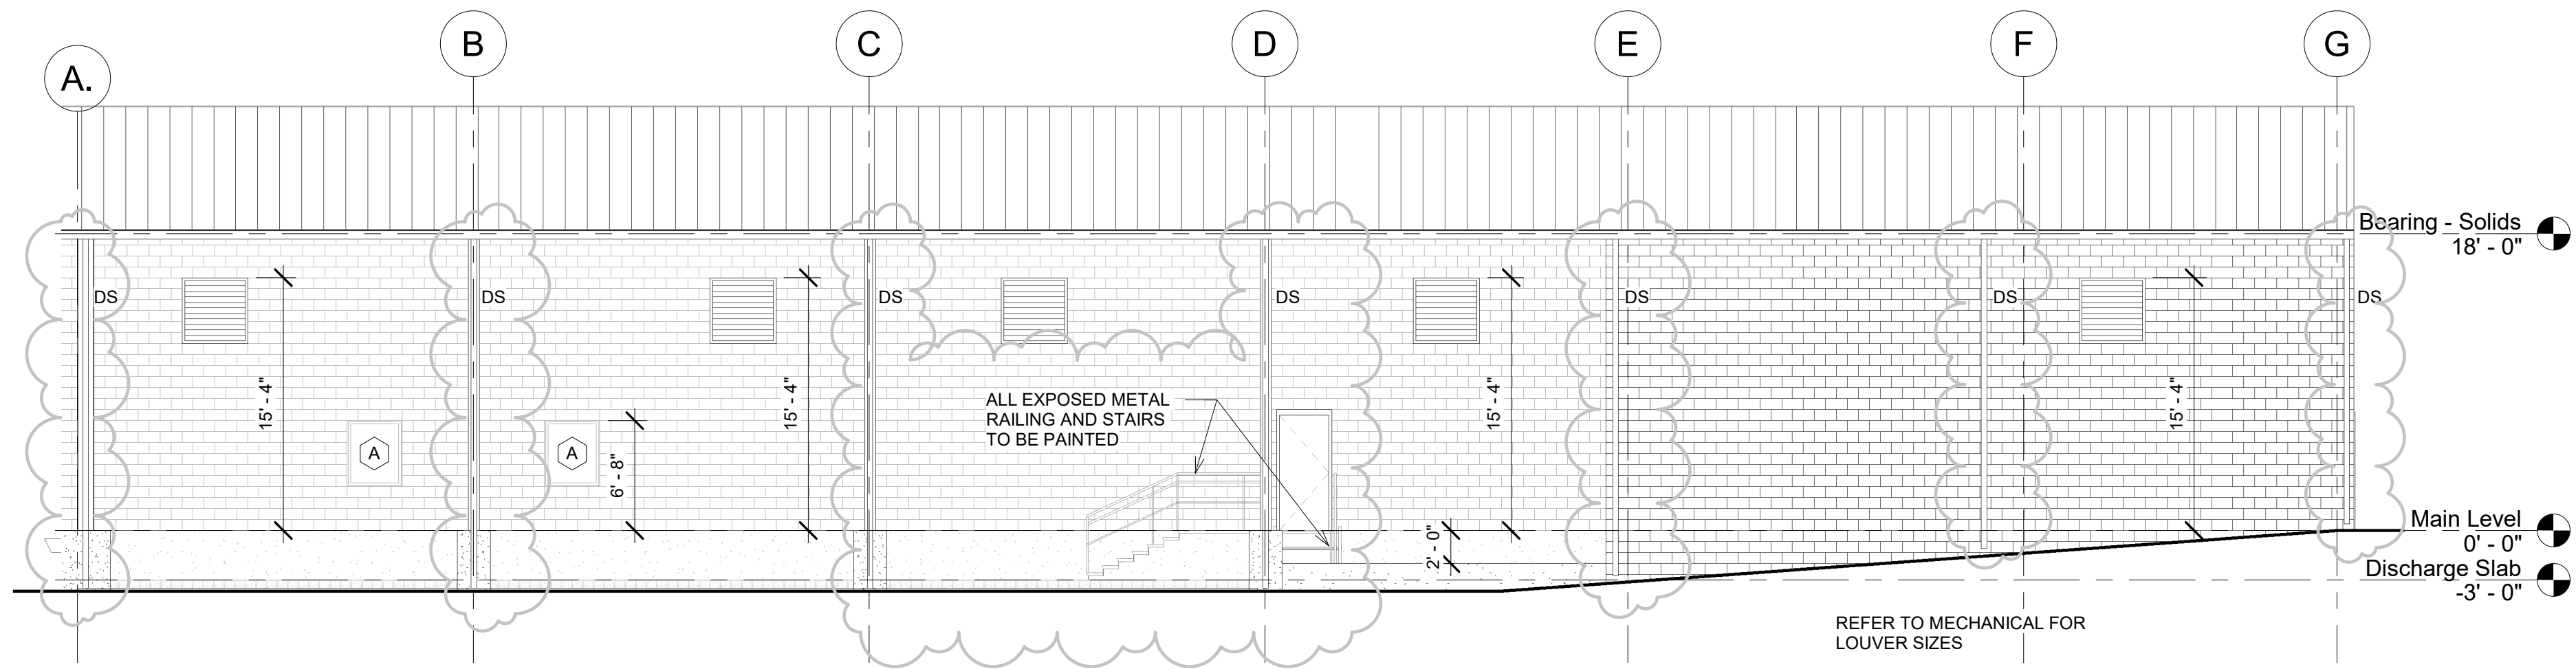 A.
B
C
D
E
F
G
Bearing - Solids
18' - 0"
DS
DS
DS
DS
DS
DS
DS
15' - 4"
15' - 4"
15' - 4"
15' - 4"
ALL EXPOSED METAL
RAILING AND STAIRS
TO BE PAINTED
A
A
6' - 8"
2' - 0"
Main Level
0' - 0"
Discharge Slab
-3' - 0"
REFER TO MECHANICAL FOR
LOUVER SIZES